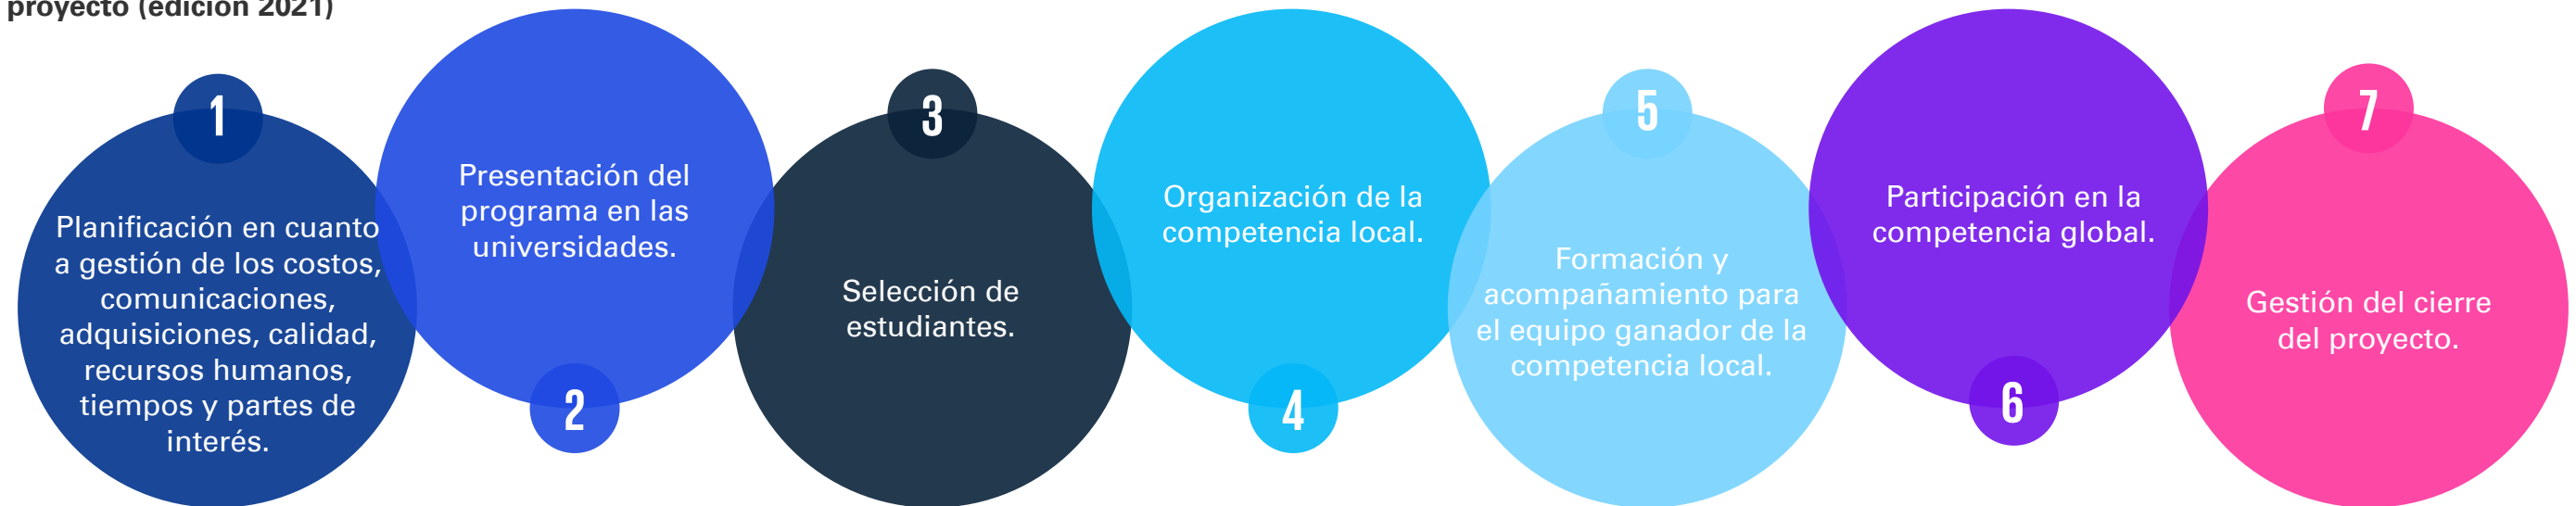 proyecto (edición 2021)
1
Planificación en cuanto
a gestión de los costos,
comunicaciones,
adquisiciones, calidad,
recursos humanos,
tiempos y partes de
interés.
Presentación del
programa en las
universidades.
2
3
Selección de
estudiantes.
Organización de la
competencia local.
4
5
Formación y
acompañamiento para
el equipo ganador de la
competencia local.
Participación en la
competencia global.
6
7
Gestión del cierre
del proyecto.